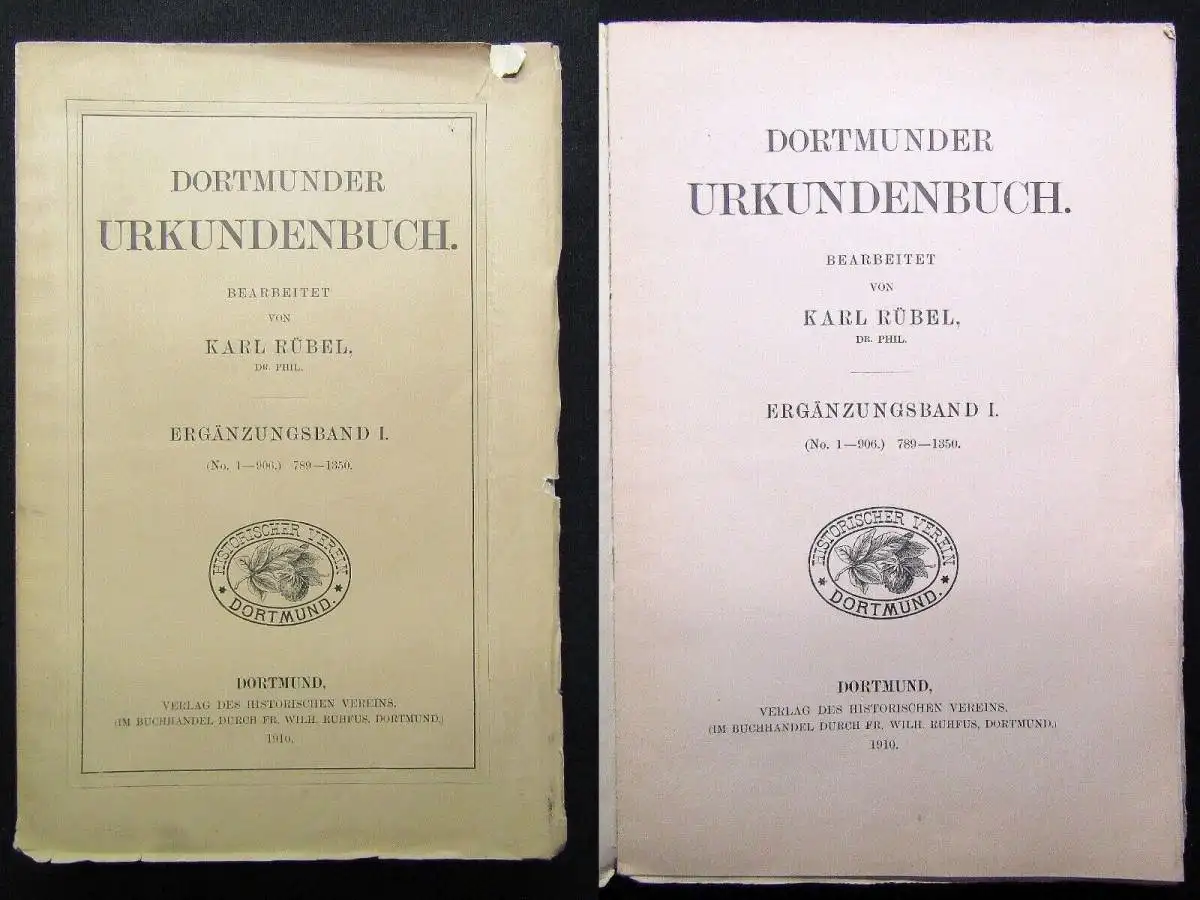 DORTMUNDER
URKUNDENBUCH.
BEARBEITET
VON
KARL RÜBEL,
DR. PHIL.
ERGÄNZUNGSBAND I.
(No. 1—906.) 789—1350.
HISTORISCHER VEREIN
* DORTMUND. *
DORTMUND,
VERLAG DES HISTORISCHEN VEREINS.
(IM BUCHHANDEL DURCH FR. WILH. RUHFUS, DORTMUND.)
1910.
DORTMUNDER
URKUNDENBUCH.
BEARBEITET
VON
KARL RÜBEL,
DR. PHIL.
ERGÄNZUNGSBAND I.
(No. 1—906.) 789—1350.
HISTORISCHER VEREIN
* DORTMUND. *
DORTMUND,
VERLAG DES HISTORISCHEN VEREINS.
(IM BUCHHANDEL DURCH FR. WILH. RUHFUS, DORTMUND.)
1910.